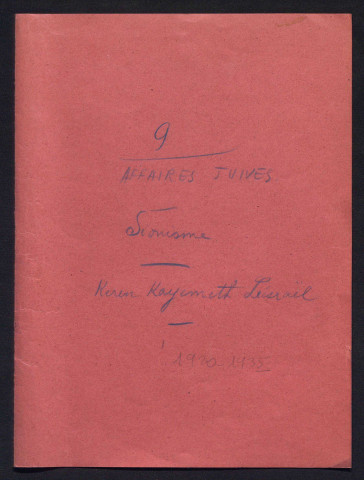 9
AFFAIRES JUIVES
Sionisme
Keren Kayemeth Leisrael